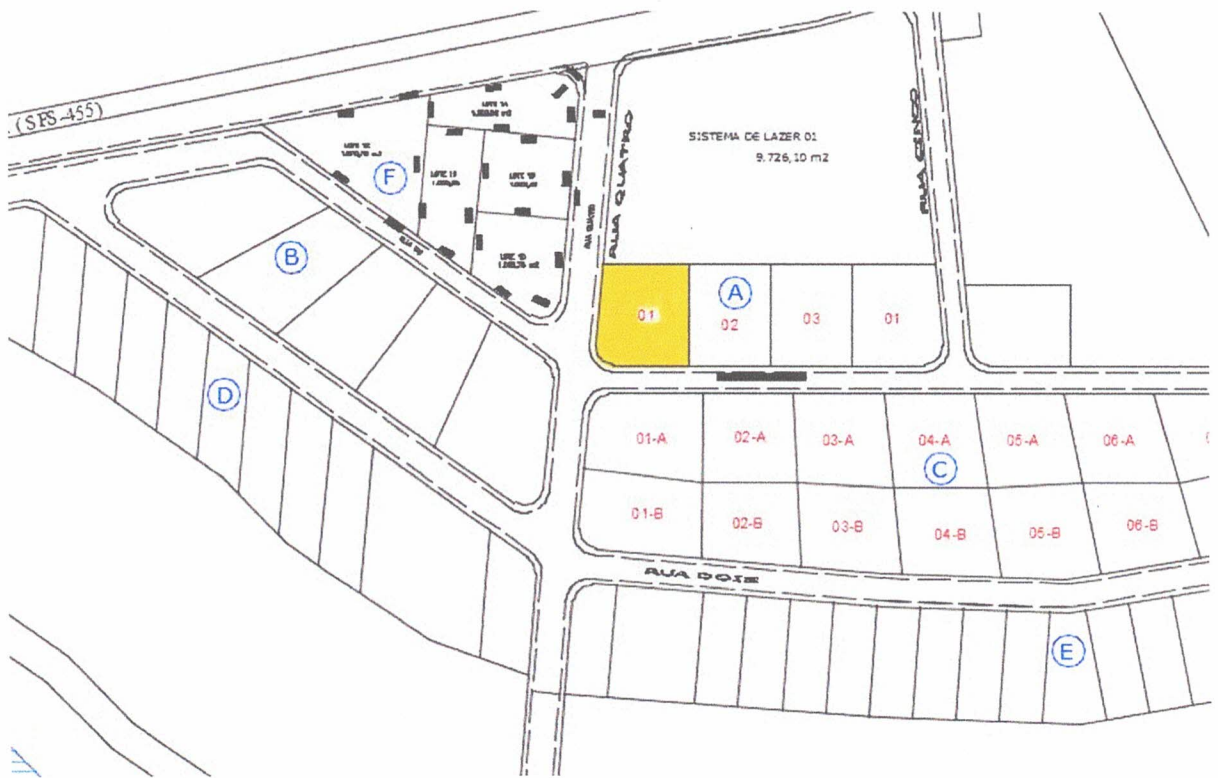 (SPS-455)
SISTEMA DE LAZER 01
9.726,10 m2
RUA QUATRO
RUA CINCO
F
B
A
01
02
03
01
D
01-A
02-A
03-A
04-A
05-A
06-A
C
01-B
02-B
03-B
04-B
05-B
06-B
RUA DOZE
E